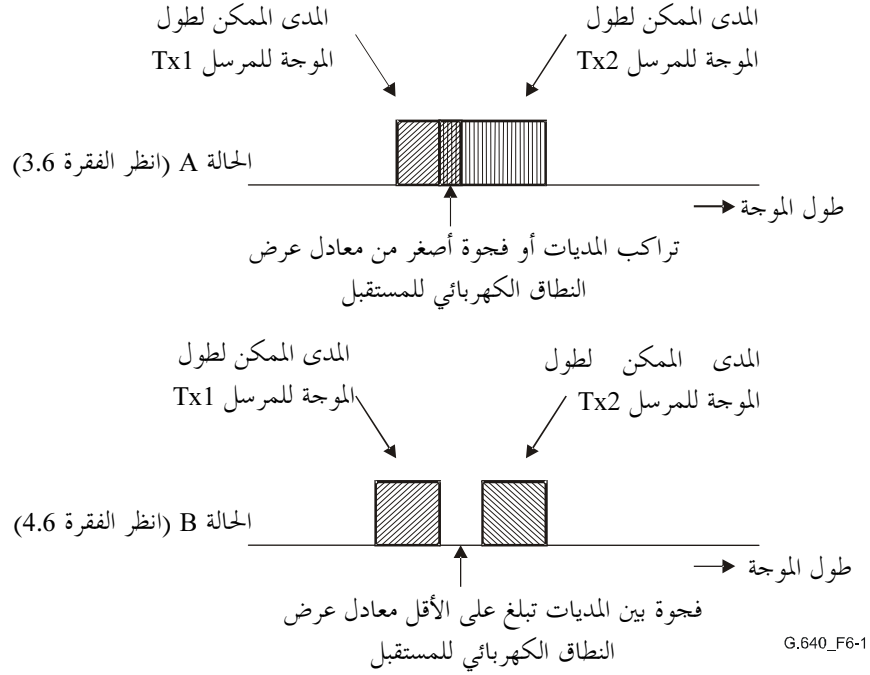 المدى الممكن لطول
الموجة للمرسل Tx1
المدى الممكن لطول
الموجة للمرسل Tx2
الحالة A (انظر الفقرة 3.6)
طول الموجة
تراكب المديات أو فجوة أصغر من معادل عرض
النطاق الكهربائي للمستقبل
المدى الممكن لطول
الموجة للمرسل Tx1
المدى الممكن لطول
الموجة للمرسل Tx2
الحالة B (انظر الفقرة 4.6)
طول الموجة
فجوة بين المديات تبلغ على الأقل معادل عرض
النطاق الكهربائي للمستقبل
G.640_F6-1